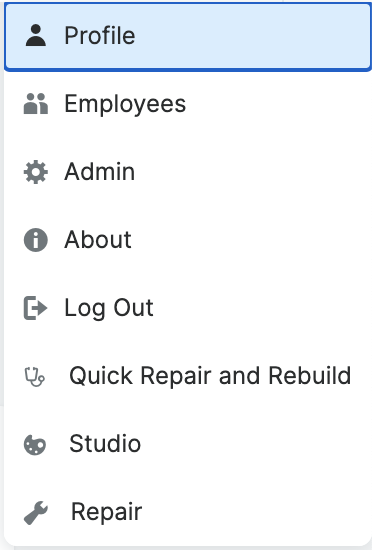 Profile
Employees
Admin
About
Log Out
Quick Repair and Rebuild
Studio
Repair